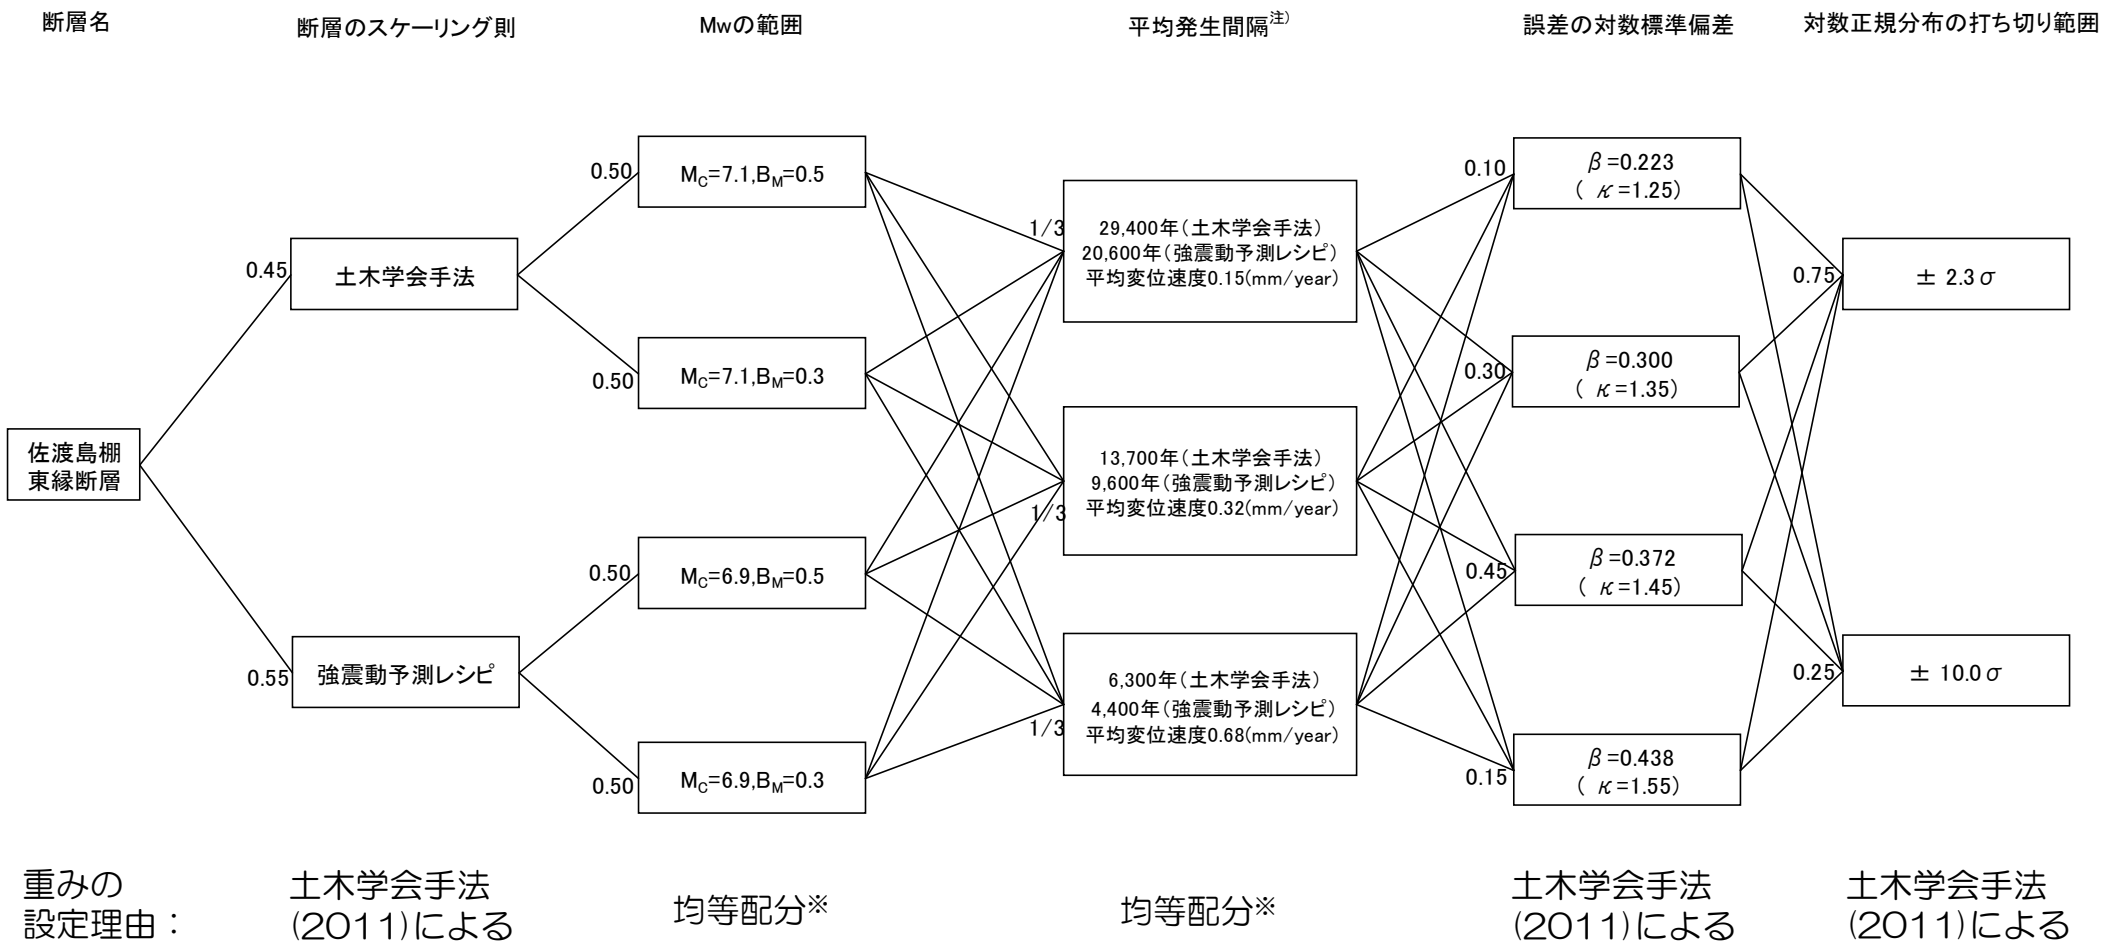 断層名
断層のスケーリング則
Mwの範囲
平均発生間隔注)
誤差の対数標準偏差
対数正規分布の打ち切り範囲
佐渡島棚
東縁断層
0.45
土木学会手法
0.55
強震動予測レシピ
0.50
MC=7.1,BM=0.5
0.50
MC=7.1,BM=0.3
0.50
MC=6.9,BM=0.5
0.50
MC=6.9,BM=0.3
1/3
29,400年(土木学会手法)
20,600年(強震動予測レシピ)
平均変位速度0.15(mm/year)
1/3
13,700年(土木学会手法)
9,600年(強震動予測レシピ)
平均変位速度0.32(mm/year)
1/3
6,300年(土木学会手法)
4,400年(強震動予測レシピ)
平均変位速度0.68(mm/year)
0.10
β=0.223
( κ=1.25)
0.30
β=0.300
( κ=1.35)
0.45
β=0.372
( κ=1.45)
0.15
β=0.438
( κ=1.55)
0.75
± 2.3σ
0.25
± 10.0σ
重みの
設定理由:
土木学会手法
(2011)による
均等配分※
均等配分※
土木学会手法
(2011)による
土木学会手法
(2011)による